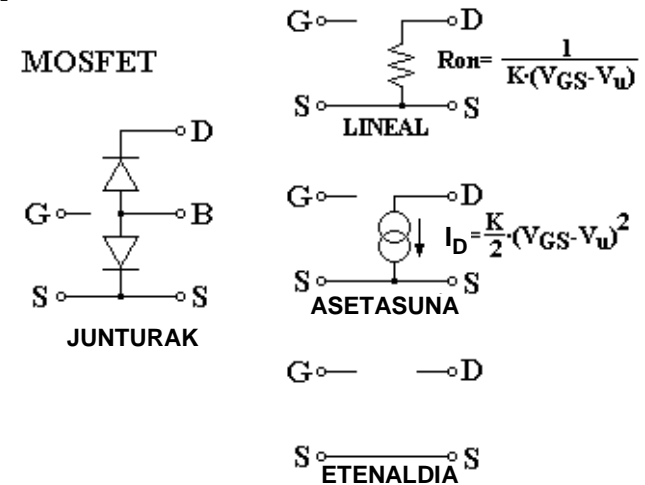 MOSFET
D
G B
S S
JUNTURAK
G D
Ron= 1/K·(VGS-Vu)
S S
LINEAL
G D
ID=K/2·(VGS-Vu)2
S S
ASETASUNA
G D
S S
ETENALDIA